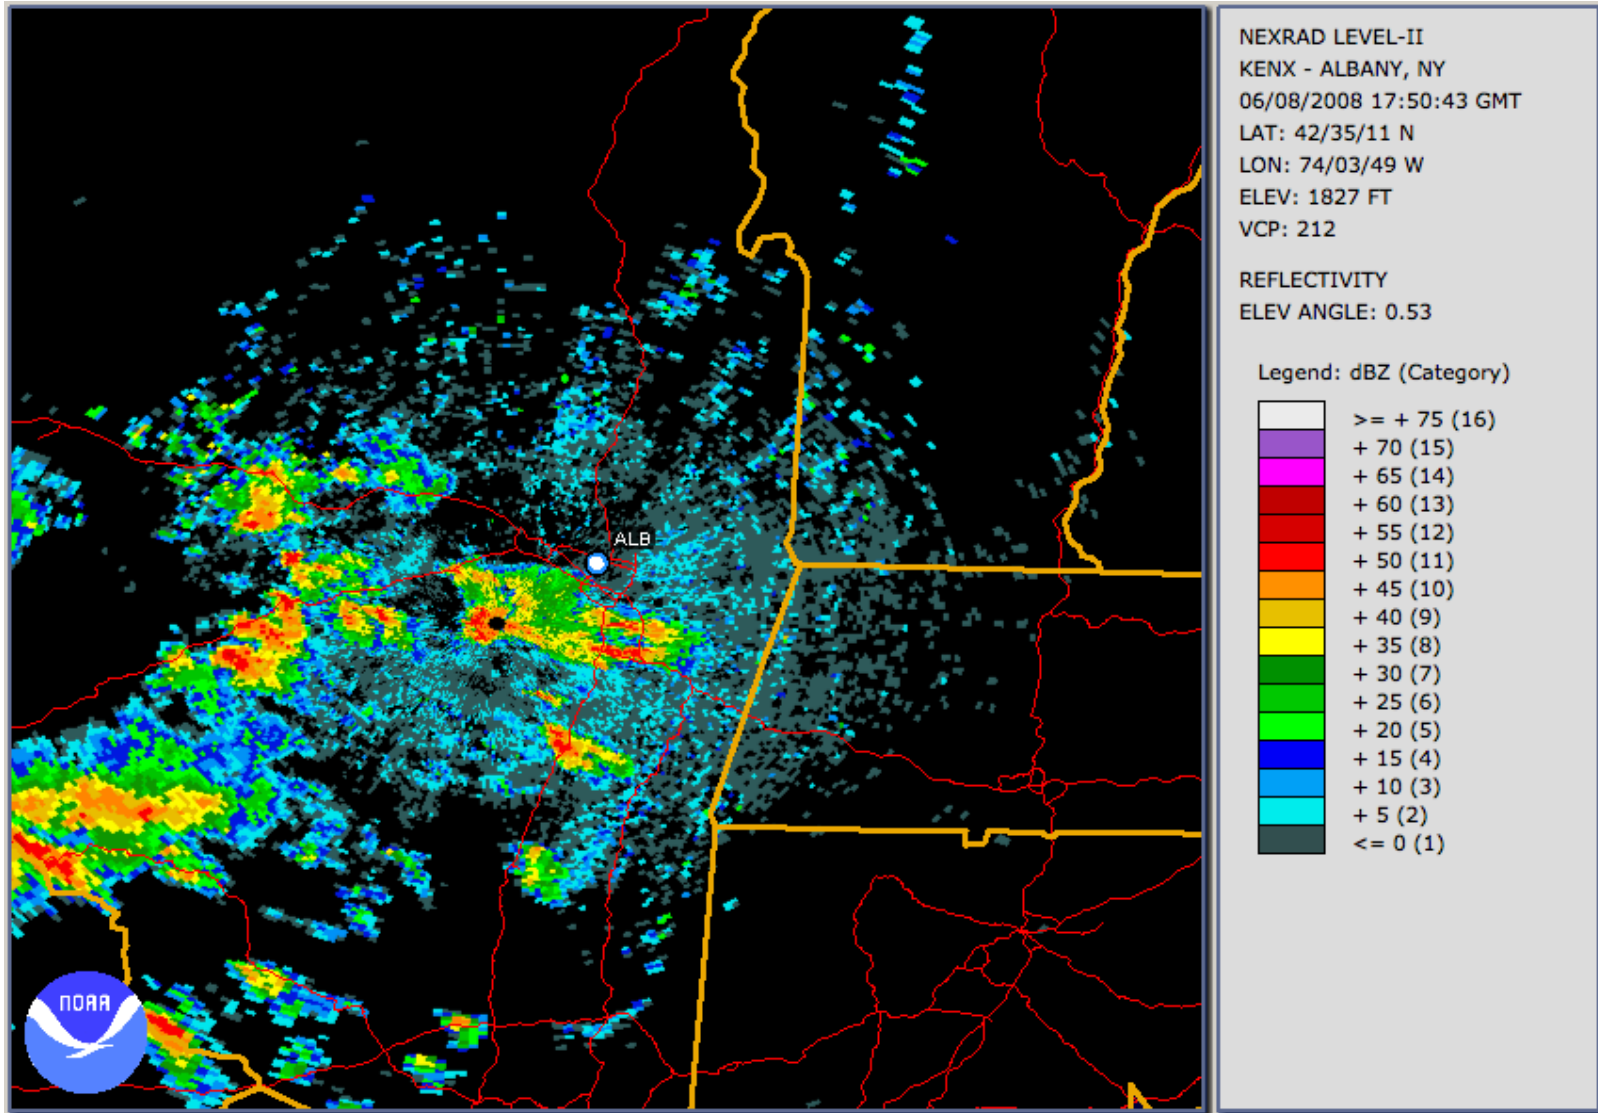 ALB
NOAA
NEXRAD LEVEL-II
KENX - ALBANY, NY
06/08/2008 17:50:43 GMT
LAT: 42/35/11 N
LON: 74/03/49 W
ELEV: 1827 FT
VCP: 212
REFLECTIVITY
ELEV ANGLE: 0.53
Legend: dBZ (Category)
>= + 75 (16)
+ 70 (15)
+ 65 (14)
+ 60 (13)
+ 55 (12)
+ 50 (11)
+ 45 (10)
+ 40 (9)
+ 35 (8)
+ 30 (7)
+ 25 (6)
+ 20 (5)
+ 15 (4)
+ 10 (3)
+ 5 (2)
<= 0 (1)